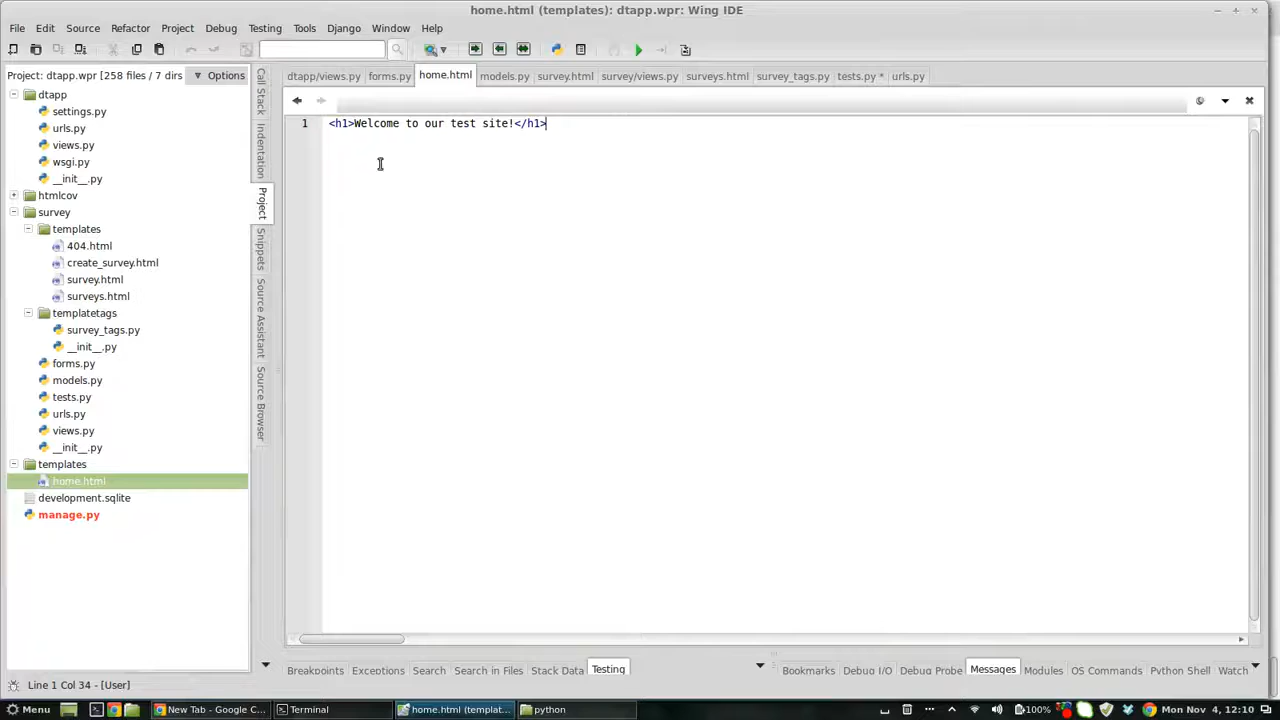 home.html (templates): dtapp.wpr: Wing IDE
File Edit Source Refactor Project Debug Testing Tools Django Window Help
Project: dtapp.wpr [258 files / 7 dirs Options
dtapp/views.py forms.py home.html models.py survey.html survey/views.py surveys.html survey_tags.py tests.py * urls.py
dtapp
settings.py
urls.py
views.py
wsgi.py
__init__.py
htmlcov
survey
templates
404.html
create_survey.html
survey.html
surveys.html
templatetags
survey_tags.py
__init__.py
forms.py
models.py
tests.py
urls.py
views.py
__init__.py
templates
home.html
development.sqlite
manage.py
Call Stack
Indentation
Project
Snippets
Source Assistant
Source Browser
1 <h1>Welcome to our test site!</h1>
Breakpoints Exceptions Search Search in Files Stack Data Testing
Bookmarks Debug I/O Debug Probe Messages Modules OS Commands Python Shell Watch
Line 1 Col 34 - [User]
Menu New Tab - Google C... Terminal home.html (templat... python 100% Mon Nov 4, 12:10